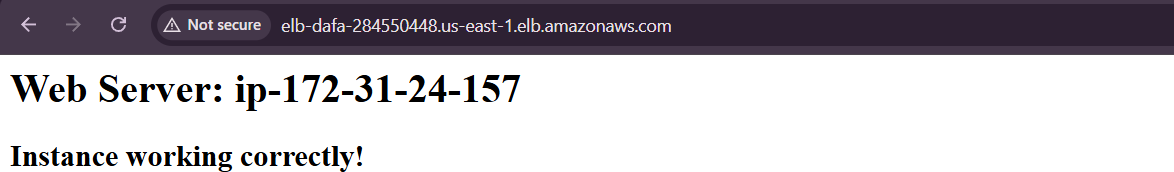 Not secure elb-dafa-284550448.us-east-1.elb.amazonaws.com
Web Server: ip-172-31-24-157
Instance working correctly!